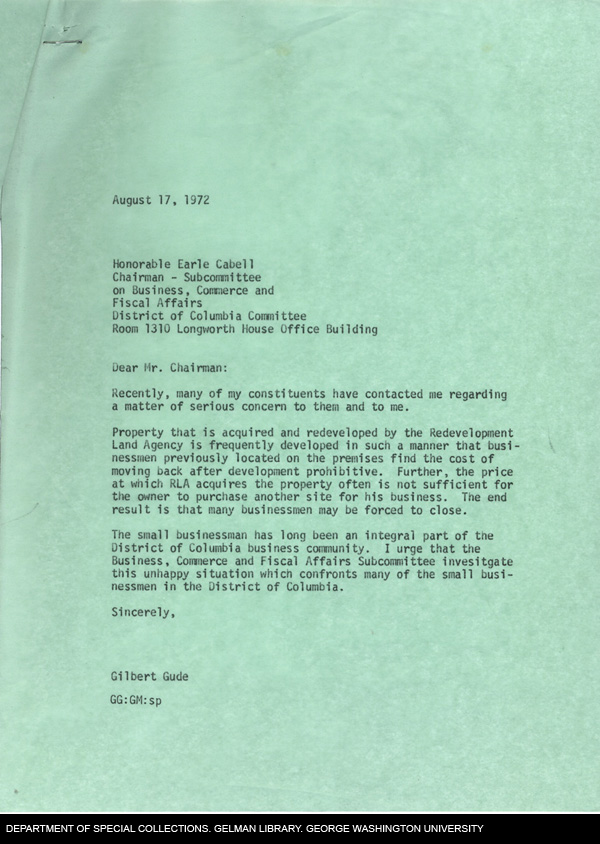 August 17, 1972
Honorable Earle Cabell
Chairman - Subcommittee
on Business, Commerce and
Fiscal Affairs
District of Columbia Committee
Room 1310 Longworth House Office Building
Dear Mr. Chairman:
Recently, many of my constituents have contacted me regarding
a matter of serious concern to them and to me.
Property that is acquired and redeveloped by the Redevelopment
Land Agency is frequently developed in such a manner that busi-
nessmen previously located on the premises find the cost of
moving back after development prohibitive.  Further, the price
at which RLA acquires the property often is not sufficient for
the owner to purchase another site for his business.  The end
result is that many businessmen may be forced to close.
The small businessman has long been an integral part of the
District of Columbia business community.  I urge that the
Business, Commerce and Fiscal Affairs Subcommittee invesitgate
this unhappy situation which confronts many of the small busi-
nessmen in the District of Columbia.
Sincerely,
Gilbert Gude
GG:GM:sp
DEPARTMENT OF SPECIAL COLLECTIONS. GELMAN LIBRARY. GEORGE WASHINGTON UNIVERSITY